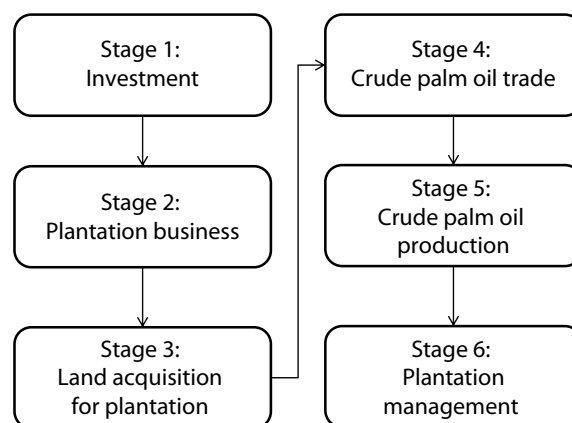 Stage 1:
Investment
Stage 2:
Plantation business
Stage 3:
Land acquisition
for plantation
Stage 4:
Crude palm oil trade
Stage 5:
Crude palm oil
production
Stage 6:
Plantation
management